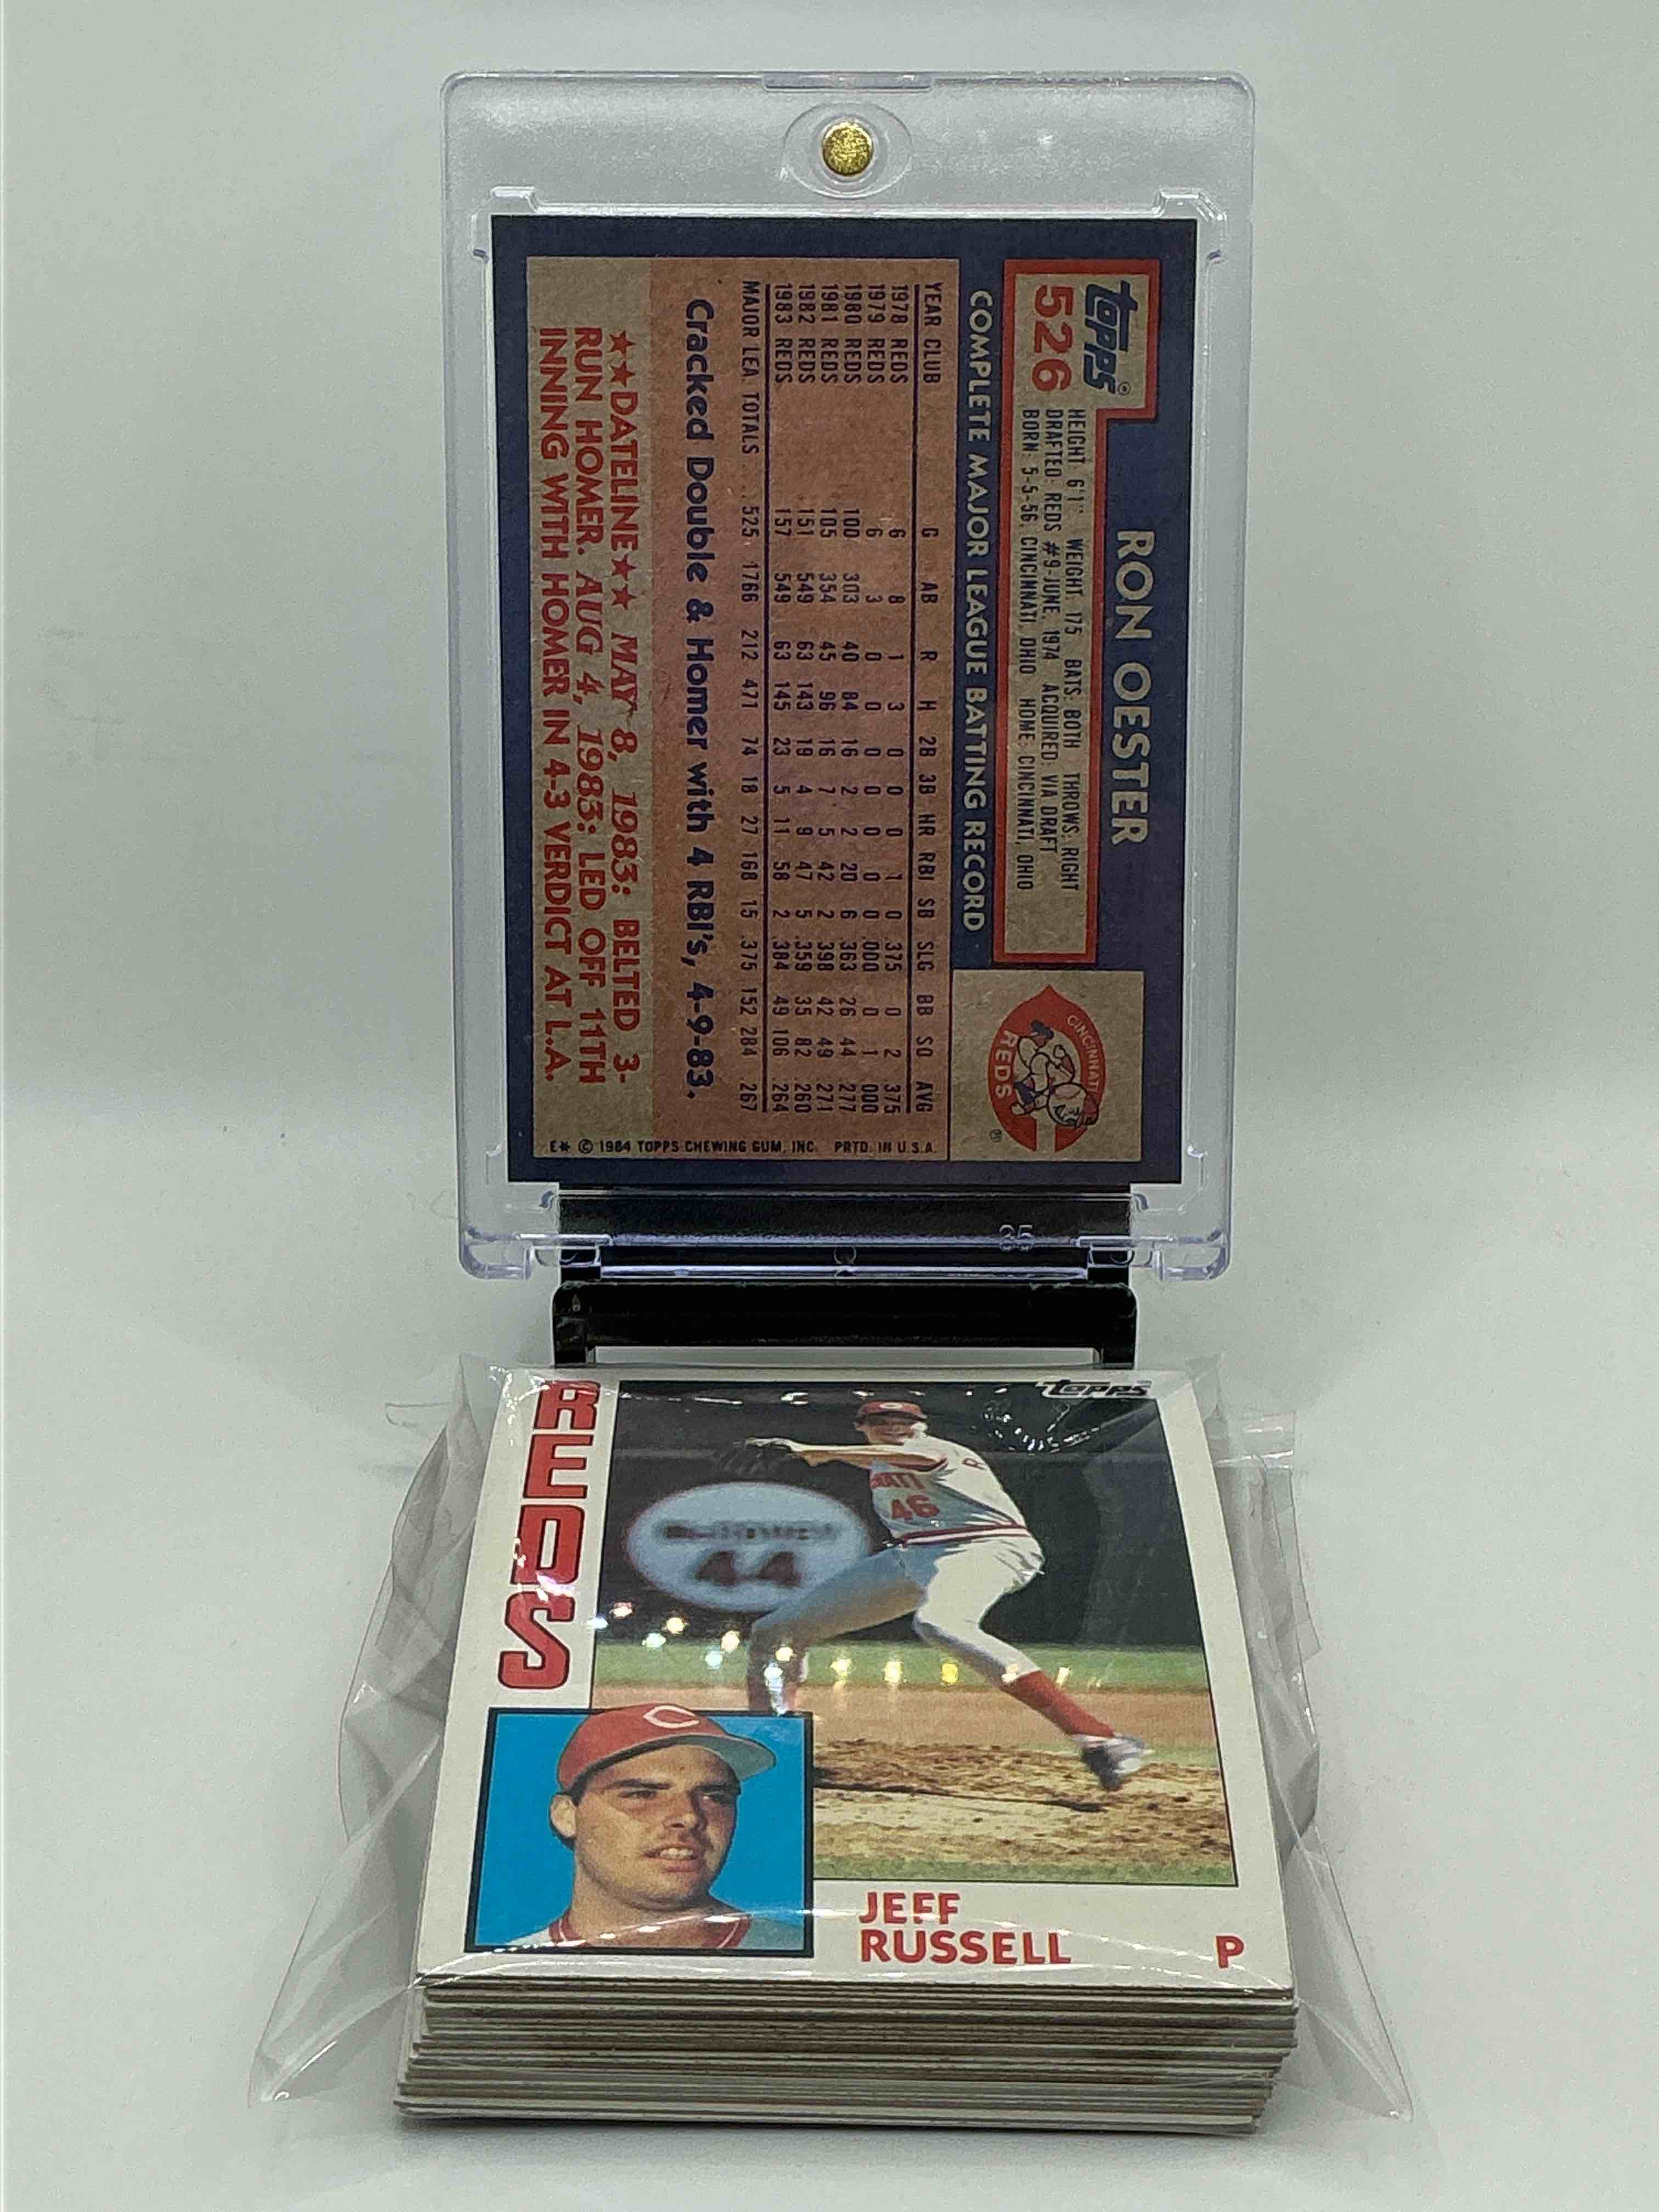 topps®
526
RON OESTER
HEIGHT: 6'1" WEIGHT: 175 BATS: BOTH THROWS: RIGHT
DRAFTED: REDS #9-JUNE, 1974 ACQUIRED: VIA DRAFT
BORN: 5-5-56, CINCINNATI, OHIO HOME: CINCINNATI, OHIO
CINCINNATI
REDS
®
COMPLETE MAJOR LEAGUE BATTING RECORD
YEAR CLUB G AB R H 2B 3B HR RBI SB SLG BB SO AVG
1978 REDS 6 8 1 3 0 0 0 1 0 .375 0 2 .375
1979 REDS 6 3 0 0 0 0 0 0 0 .000 0 1 .000
1980 REDS 100 303 40 84 16 2 2 20 6 .363 26 44 .277
1981 REDS 105 354 45 96 16 7 5 42 2 .398 42 49 .271
1982 REDS 151 549 63 143 19 4 9 47 5 .359 35 82 .260
1983 REDS 157 549 63 145 23 5 11 58 2 .384 49 106 .264
MAJOR LEA. TOTALS ... 525 1766 212 471 74 18 27 168 15 .375 152 284 .267
Cracked Double & Homer with 4 RBI's, 4-9-83.
★★DATELINE★★ MAY 8, 1983: BELTED 3-
RUN HOMER. AUG 4, 1983: LED OFF 11TH
INNING WITH HOMER IN 4-3 VERDICT AT L.A.
E* © 1984 TOPPS CHEWING GUM, INC. PRTD. IN U.S.A.
35
topps
REDS
46
44
JEFF
RUSSELL
P